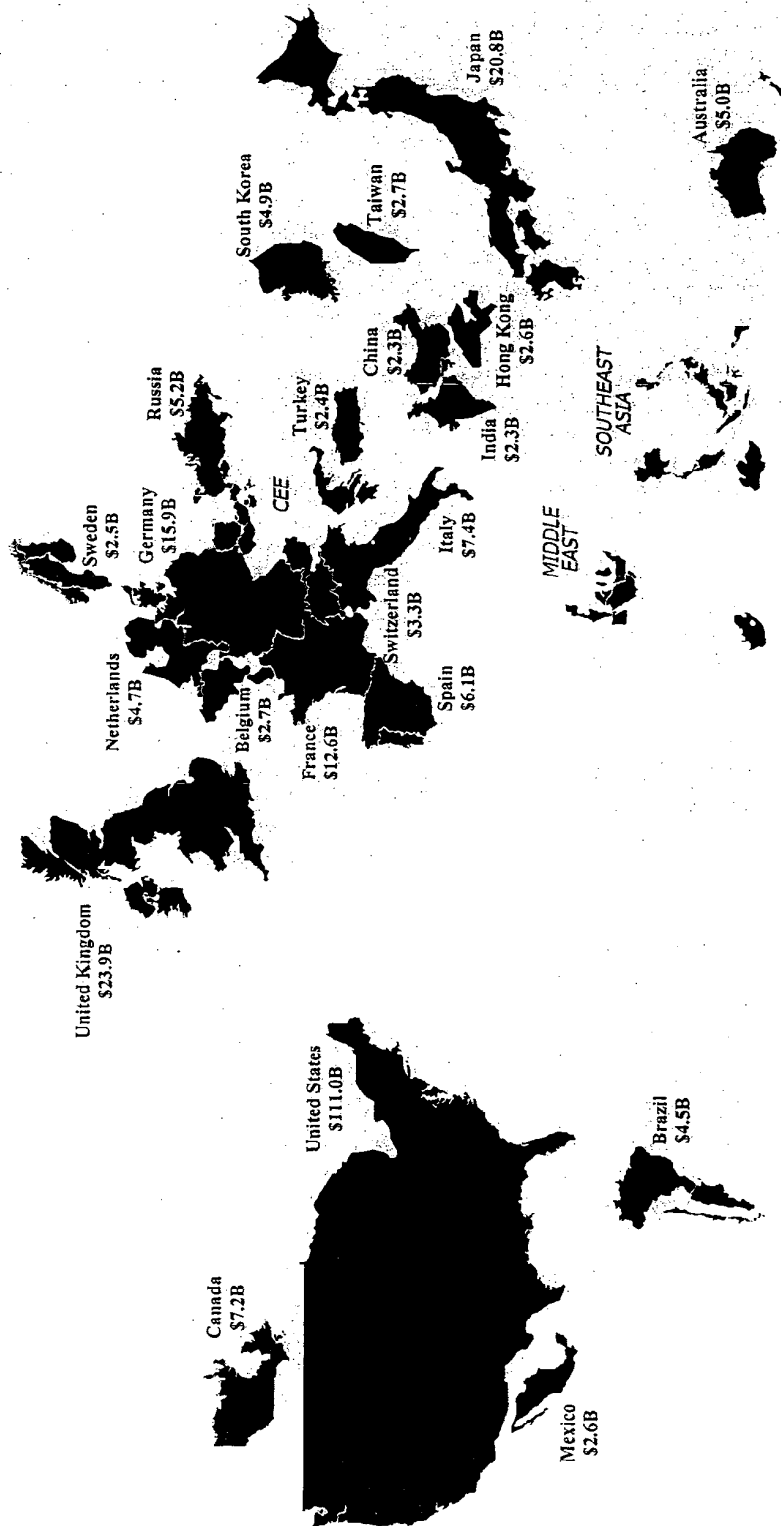 Canada
$7.2B
United States
$111.0B
Mexico
$2.6B
Brazil
$4.5B
United Kingdom
$23.9B
Netherlands
$4.7B
Belgium
$2.7B
France
$12.6B
Spain
$6.1B
Switzerland
$3.3B
Italy
$7.4B
Sweden
$2.5B
Germany
$15.9B
CEE
Russia
$5.2B
Turkey
$2.4B
MIDDLE
EAST
India
$2.3B
China
$2.3B
Hong Kong
$2.6B
SOUTHEAST
ASIA
South Korea
$4.9B
Taiwan
$2.7B
Japan
$20.8B
Australia
$5.0B